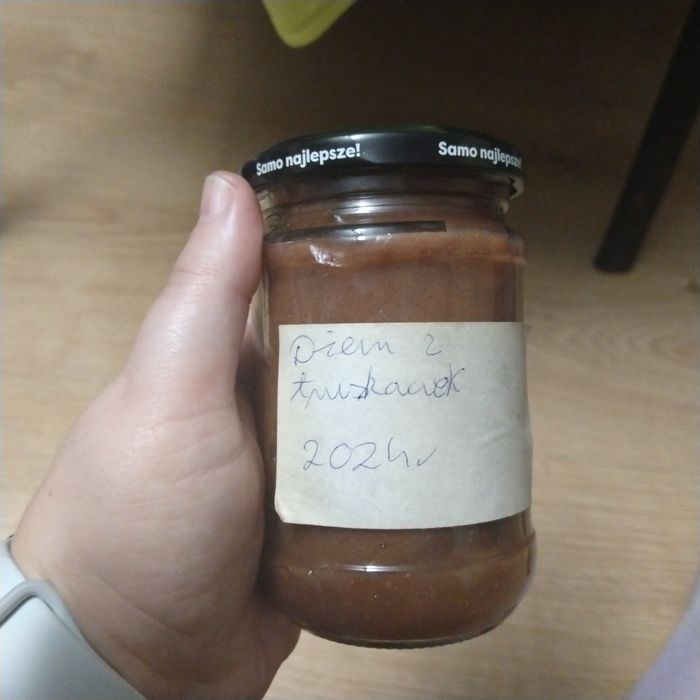 Samo najlepsze! Samo najlepsze!
Dżem z
truskawek
2024r